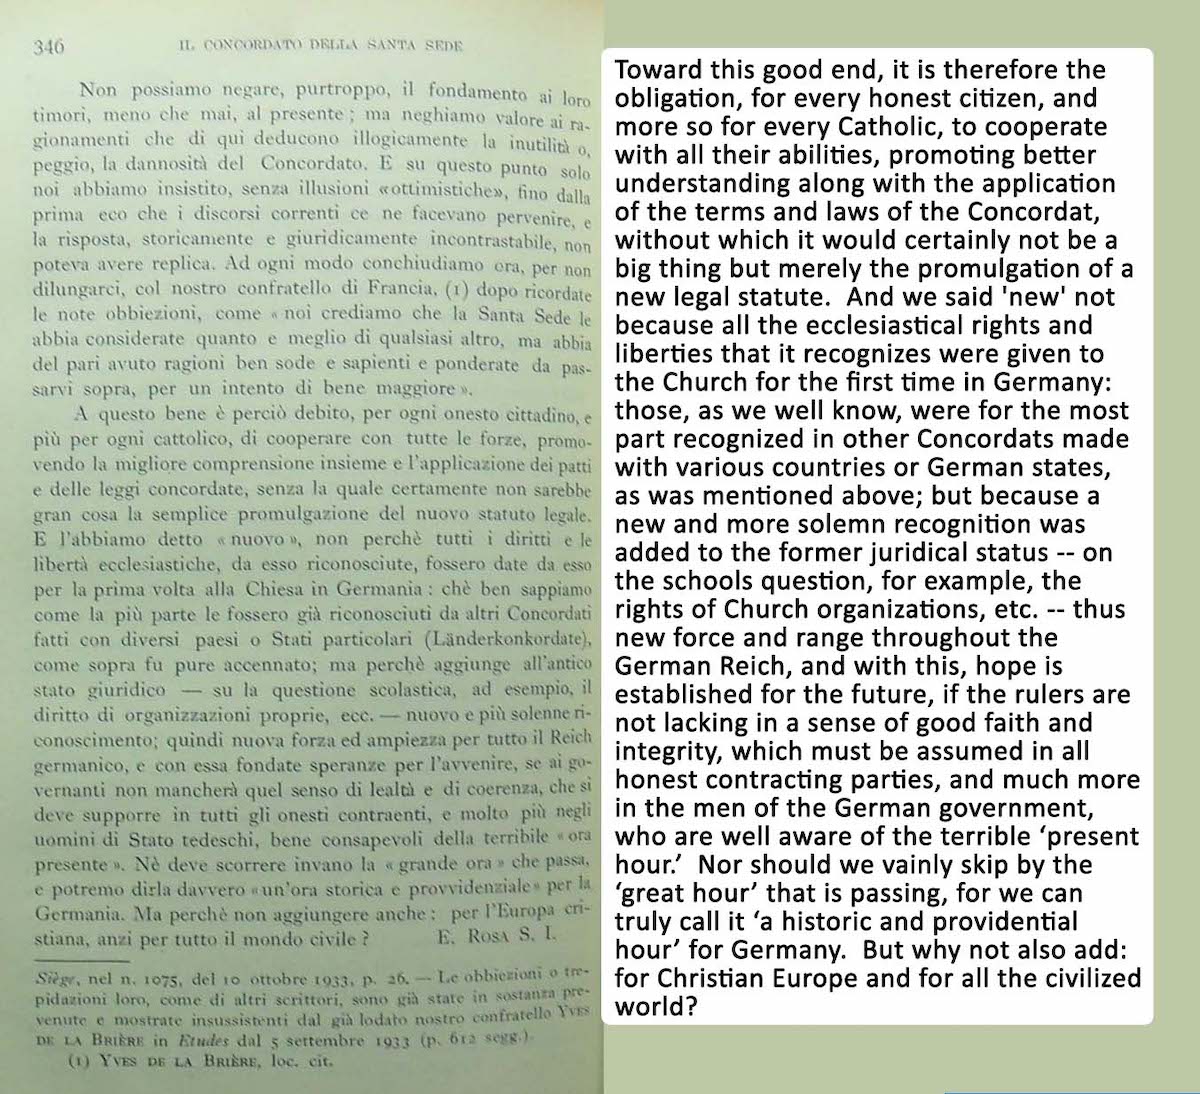 346
IL CONCORDATO DELLA SANTA SEDE
Non possiamo negare, purtroppo, il fondamento ai loro
timori, meno che mai, al presente ; ma neghiamo valore ai ra-
gionamenti che di qui deducono illogicamente la inutilità o,
peggio, la dannosità del Concordato. E su questo punto solo
noi abbiamo insistito, senza illusioni «ottimistiche», fino dalla
prima eco che i discorsi correnti ce ne facevano pervenire, e
la risposta, storicamente e giuridicamente incontrastabile, non
poteva avere replica. Ad ogni modo conchiudiamo ora, per non
dilungarci, col nostro confratello di Francia, (1) dopo ricordate
le note obbiezioni, come « noi crediamo che la Santa Sede le
abbia considerate quanto e meglio di qualsiasi altro, ma abbia
del pari avuto ragioni ben sode e sapienti e ponderate da pas-
sarvi sopra, per un intento di bene maggiore ».
A questo bene è perciò debito, per ogni onesto cittadino, e
più per ogni cattolico, di cooperare con tutte le forze, promo-
vendo la migliore comprensione insieme e l'applicazione dei patti
e delle leggi concordate, senza la quale certamente non sarebbe
gran cosa la semplice promulgazione del nuovo statuto legale.
E l'abbiamo detto « nuovo », non perchè tutti i diritti e le
libertà ecclesiastiche, da esso riconosciute, fossero date da esso
per la prima volta alla Chiesa in Germania : chè ben sappiamo
come la più parte le fossero già riconosciuti da altri Concordati
fatti con diversi paesi o Stati particolari (Länderkonkordate),
come sopra fu pure accennato; ma perchè aggiunge all'antico
stato giuridico — su la questione scolastica, ad esempio, il
diritto di organizzazioni proprie, ecc. — nuovo e più solenne ri-
conoscimento; quindi nuova forza ed ampiezza per tutto il Reich
germanico, e con essa fondate speranze per l'avvenire, se ai go-
vernanti non mancherà quel senso di lealtà e di coerenza, che si
deve supporre in tutti gli onesti contraenti, e molto più negli
uomini di Stato tedeschi, bene consapevoli della terribile « ora
presente ». Nè deve scorrere invano la « grande ora » che passa,
e potremo dirla davvero «un'ora storica e provvidenziale» per la
Germania. Ma perchè non aggiungere anche : per l'Europa cri-
stiana, anzi per tutto il mondo civile ? E. ROSA S. I.
Siège, nel n. 1075, del 10 ottobre 1933, p. 26. — Le obbiezioni o tre-
pidazioni loro, come di altri scrittori, sono già state in sostanza pre-
venute e mostrate insussistenti dal già lodato nostro confratello YVES
DE LA BRIÈRE in Etudes dal 5 settembre 1933 (p. 612 segg.).
(1) YVES DE LA BRIÈRE, loc. cit.
Toward this good end, it is therefore the
obligation, for every honest citizen, and
more so for every Catholic, to cooperate
with all their abilities, promoting better
understanding along with the application
of the terms and laws of the Concordat,
without which it would certainly not be a
big thing but merely the promulgation of a
new legal statute.  And we said 'new' not
because all the ecclesiastical rights and
liberties that it recognizes were given to
the Church for the first time in Germany:
those, as we well know, were for the most
part recognized in other Concordats made
with various countries or German states,
as was mentioned above; but because a
new and more solemn recognition was
added to the former juridical status -- on
the schools question, for example, the
rights of Church organizations, etc. -- thus
new force and range throughout the
German Reich, and with this, hope is
established for the future, if the rulers are
not lacking in a sense of good faith and
integrity, which must be assumed in all
honest contracting parties, and much more
in the men of the German government,
who are well aware of the terrible ‘present
hour.’  Nor should we vainly skip by the
‘great hour’ that is passing, for we can
truly call it ‘a historic and providential
hour’ for Germany.  But why not also add:
for Christian Europe and for all the civilized
world?